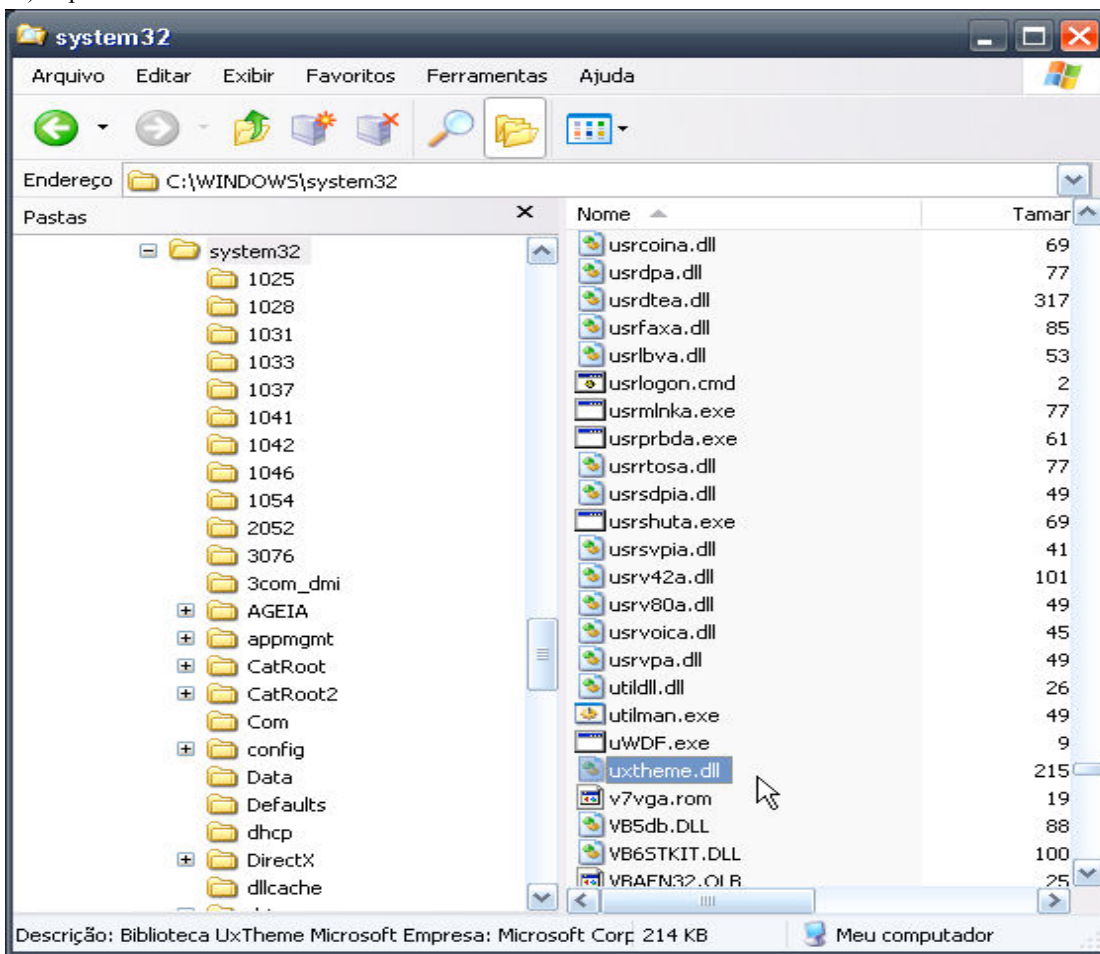 system32
Arquivo Editar Exibir Favoritos Ferramentas Ajuda
Endereço C:\WINDOWS\system32
Pastas
system32
1025
1028
1031
1033
1037
1041
1042
1046
1054
2052
3076
3com_dmi
AGEIA
appmgmt
CatRoot
CatRoot2
Com
config
Data
Defaults
dhcp
DirectX
dllcache
Nome Tamar
usrcoina.dll 69
usrdpa.dll 77
usrdtea.dll 317
usrfaxa.dll 85
usrlbva.dll 53
usrlogon.cmd 2
usrmlnka.exe 77
usrprbda.exe 61
usrrtosa.dll 77
usrsdpia.dll 49
usrshuta.exe 69
usrsvpia.dll 41
usrv42a.dll 101
usrv80a.dll 49
usrvoica.dll 45
usrvpa.dll 49
utildll.dll 26
utilman.exe 49
uWDF.exe 9
uxtheme.dll 215
v7vga.rom 19
VB5db.DLL 88
VB6STKIT.DLL 100
VBAEN32.OLB 25
Descrição: Biblioteca UxTheme Microsoft Empresa: Microsoft Corp 214 KB Meu computador